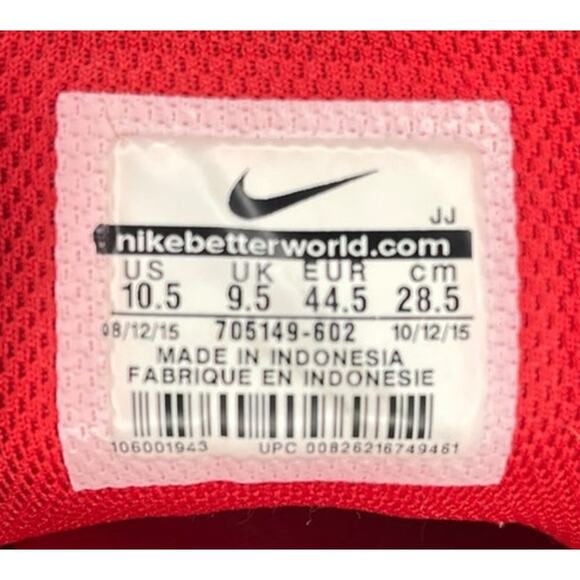 JJ
nikebetterworld.com
US UK EUR cm
10.5 9.5 44.5 28.5
08/12/15 705149-602 10/12/15
MADE IN INDONESIA
FABRIQUE EN INDONESIE
106001943 UPC 00826216749461